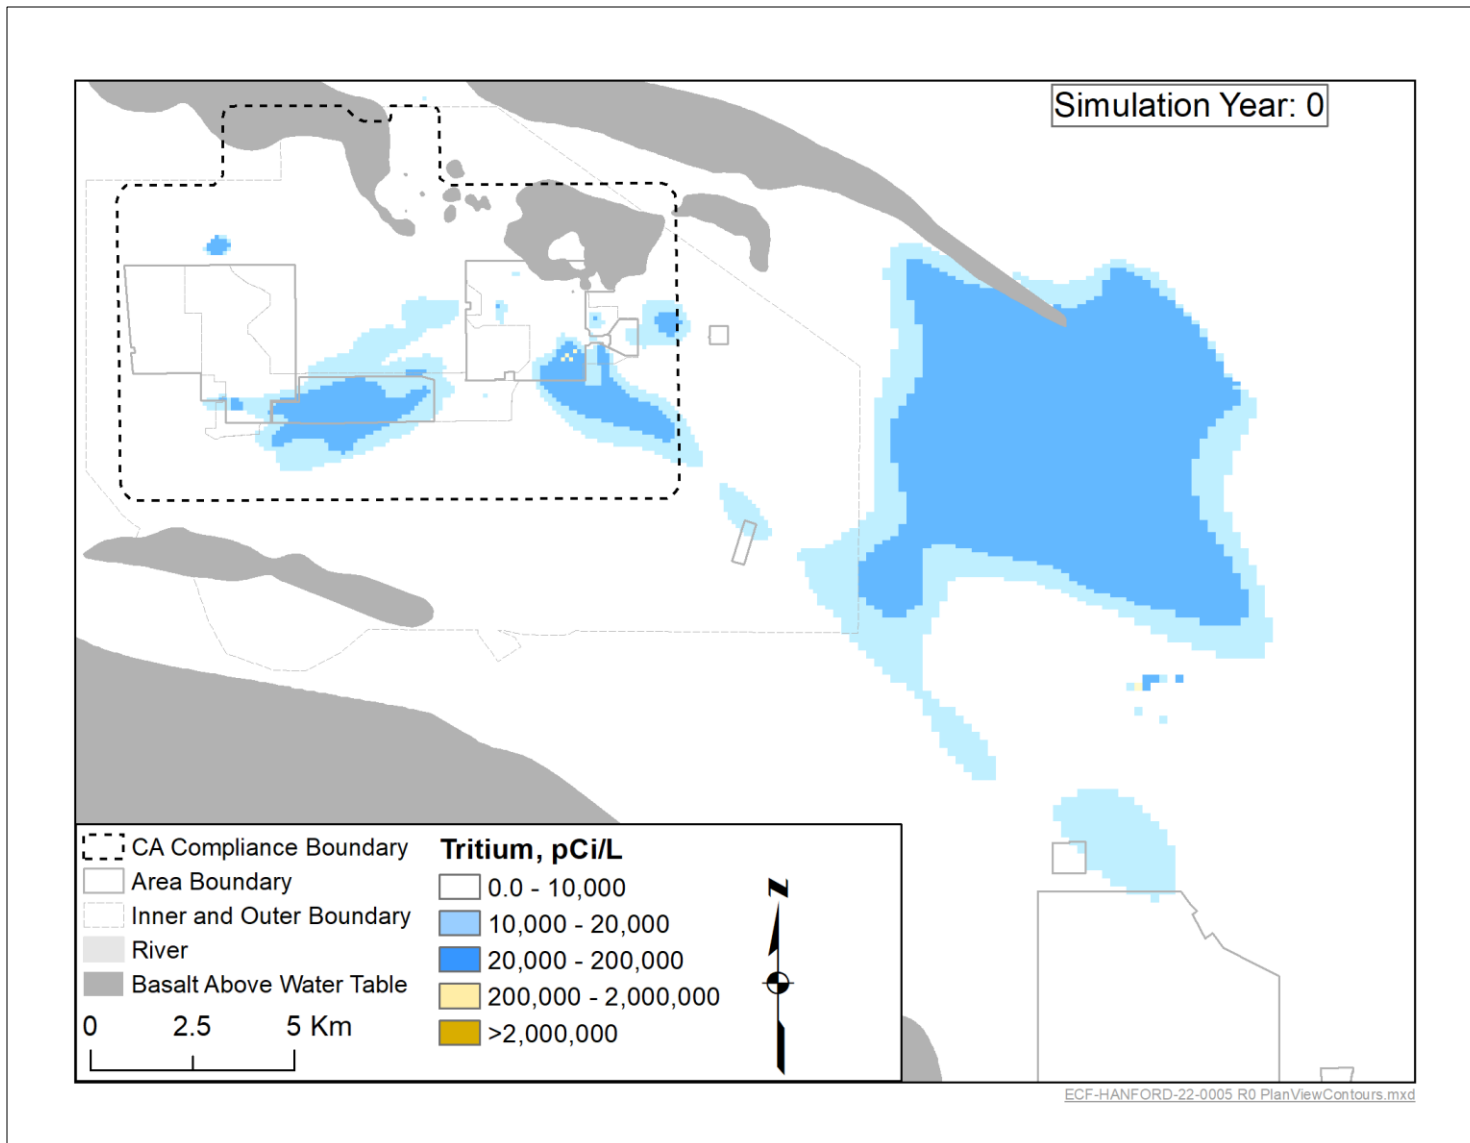 Simulation Year: 0
CA Compliance Boundary
Area Boundary
Inner and Outer Boundary
River
Basalt Above Water Table
0 2.5 5 Km
Tritium, pCi/L
0.0 - 10,000
10,000 - 20,000
20,000 - 200,000
200,000 - 2,000,000
>2,000,000
N
ECF-HANFORD-22-0005 R0 PlanViewContours.mxd